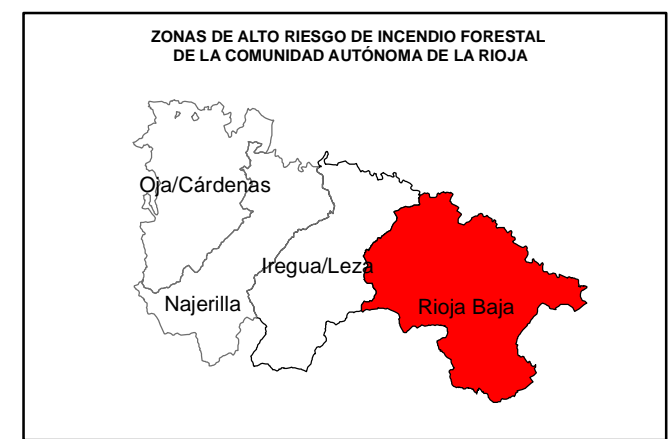 ZONAS DE ALTO RIESGO DE INCENDIO FORESTAL
DE LA COMUNIDAD AUTÓNOMA DE LA RIOJA
Oja/Cárdenas
Iregua/Leza
Najerilla
Rioja Baja